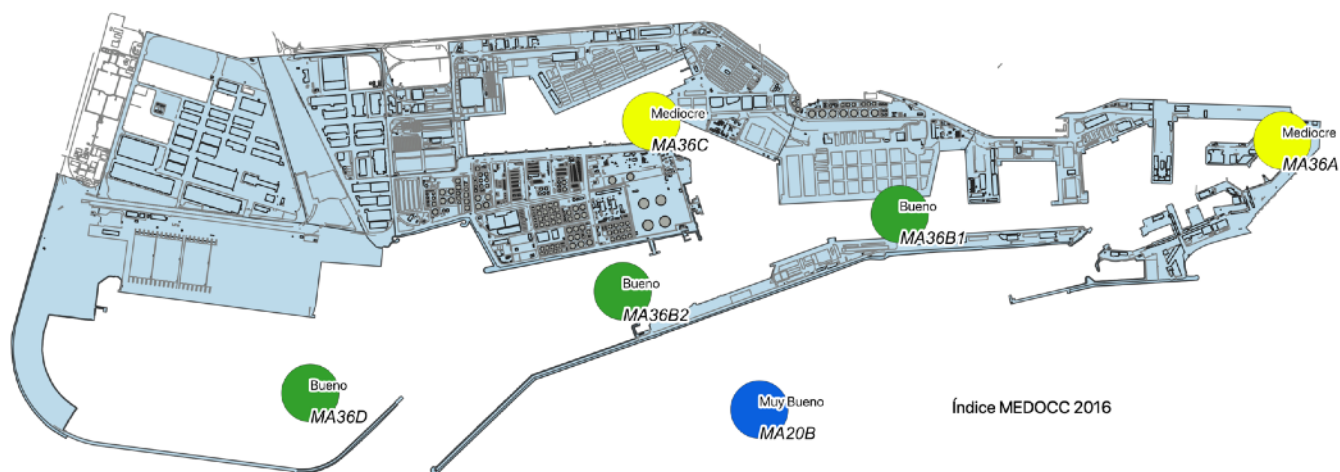 Mediocre
MA36C
Mediocre
MA36A
Bueno
MA36B1
Bueno
MA36B2
Bueno
MA36D
Muy Bueno
MA20B
Índice MEDOCC 2016